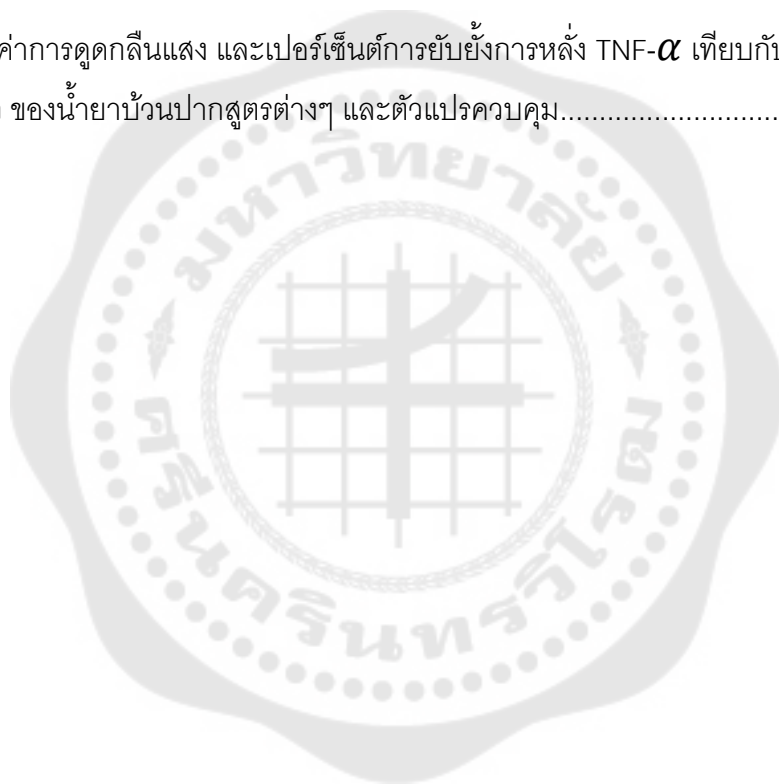 ค่าการดูดกลืนแสง และเปอร์เซ็นต์การยับยั้งการหลั่ง TNF-α เทียบกับ
ของน้ำยาบ้วนปากสูตรต่างๆ และตัวแปรควบคุม............................
มหาวิทยาลัย
ศรีนครินทรวิโรฒ